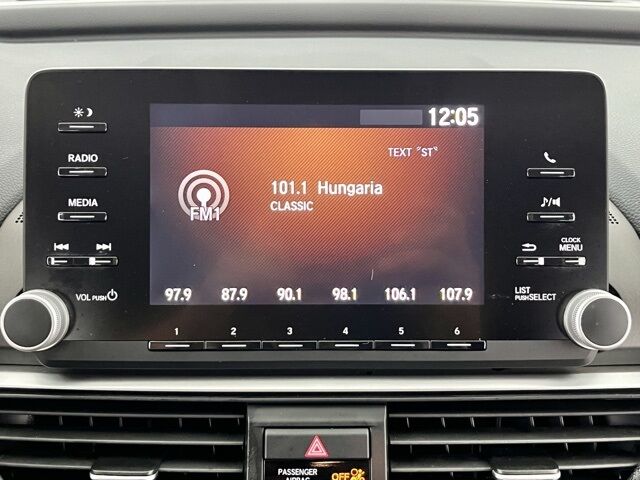 12:05
TEXT "ST"
RADIO
101.1 Hungaria
CLASSIC
FM1
MEDIA
CLOCK
MENU
VOL PUSH
97.9 87.9 90.1 98.1 106.1 107.9
LIST
PUSH SELECT
1 2 3 4 5 6
PASSENGER
AIRBAG
OFF